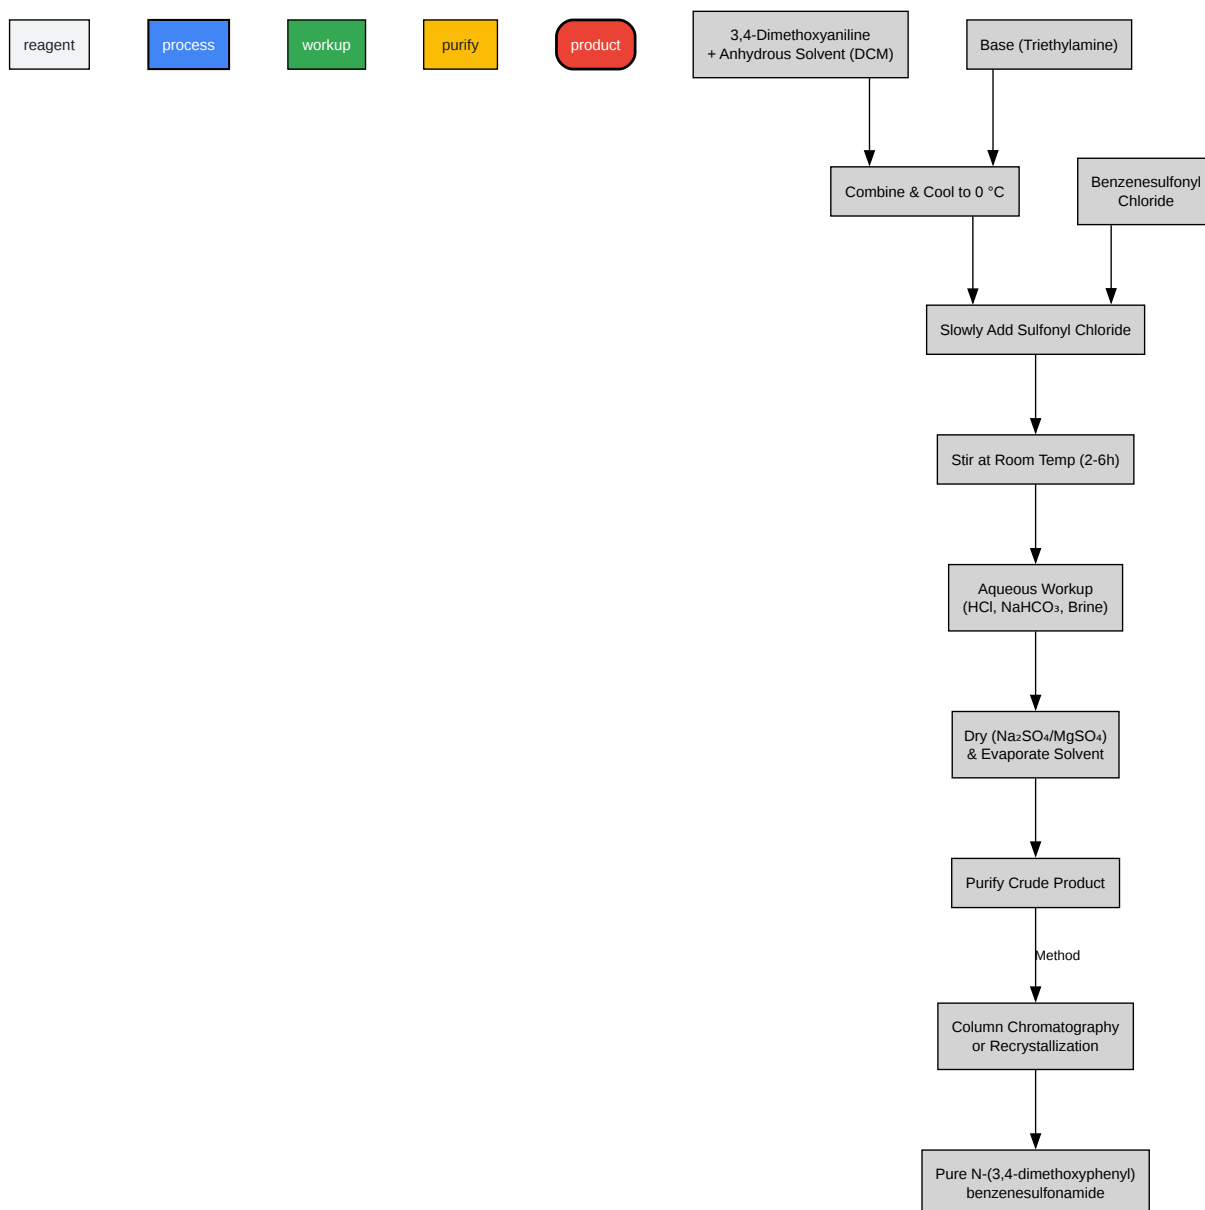 reagent
process
workup
purify
product
3,4-Dimethoxyaniline
+ Anhydrous Solvent (DCM)
Base (Triethylamine)
Combine & Cool to 0 °C
Benzenesulfonyl
Chloride
Slowly Add Sulfonyl Chloride
Stir at Room Temp (2-6h)
Aqueous Workup
(HCl, NaHCO₃, Brine)
Dry (Na₂SO₄/MgSO₄)
& Evaporate Solvent
Purify Crude Product
Method
Column Chromatography
or Recrystallization
Pure N-(3,4-dimethoxyphenyl)
benzenesulfonamide